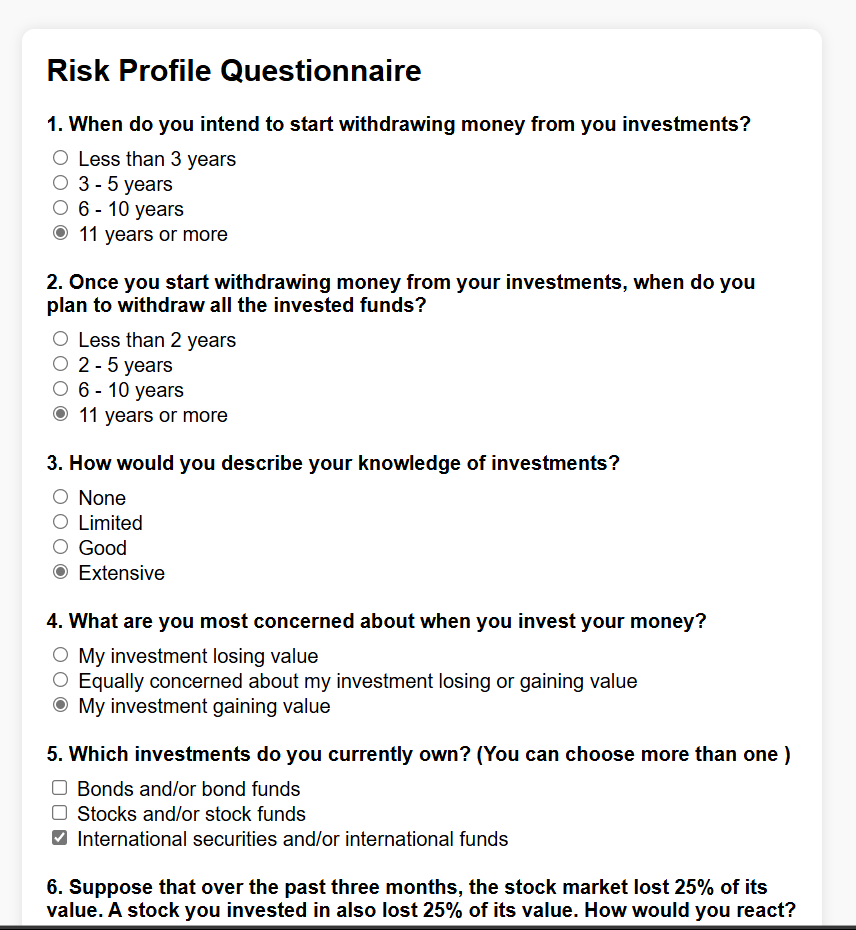 Risk Profile Questionnaire
1. When do you intend to start withdrawing money from you investments?
Less than 3 years
3 - 5 years
6 - 10 years
11 years or more
2. Once you start withdrawing money from your investments, when do you
plan to withdraw all the invested funds?
Less than 2 years
2 - 5 years
6 - 10 years
11 years or more
3. How would you describe your knowledge of investments?
None
Limited
Good
Extensive
4. What are you most concerned about when you invest your money?
My investment losing value
Equally concerned about my investment losing or gaining value
My investment gaining value
5. Which investments do you currently own? (You can choose more than one )
Bonds and/or bond funds
Stocks and/or stock funds
International securities and/or international funds
6. Suppose that over the past three months, the stock market lost 25% of its
value. A stock you invested in also lost 25% of its value. How would you react?